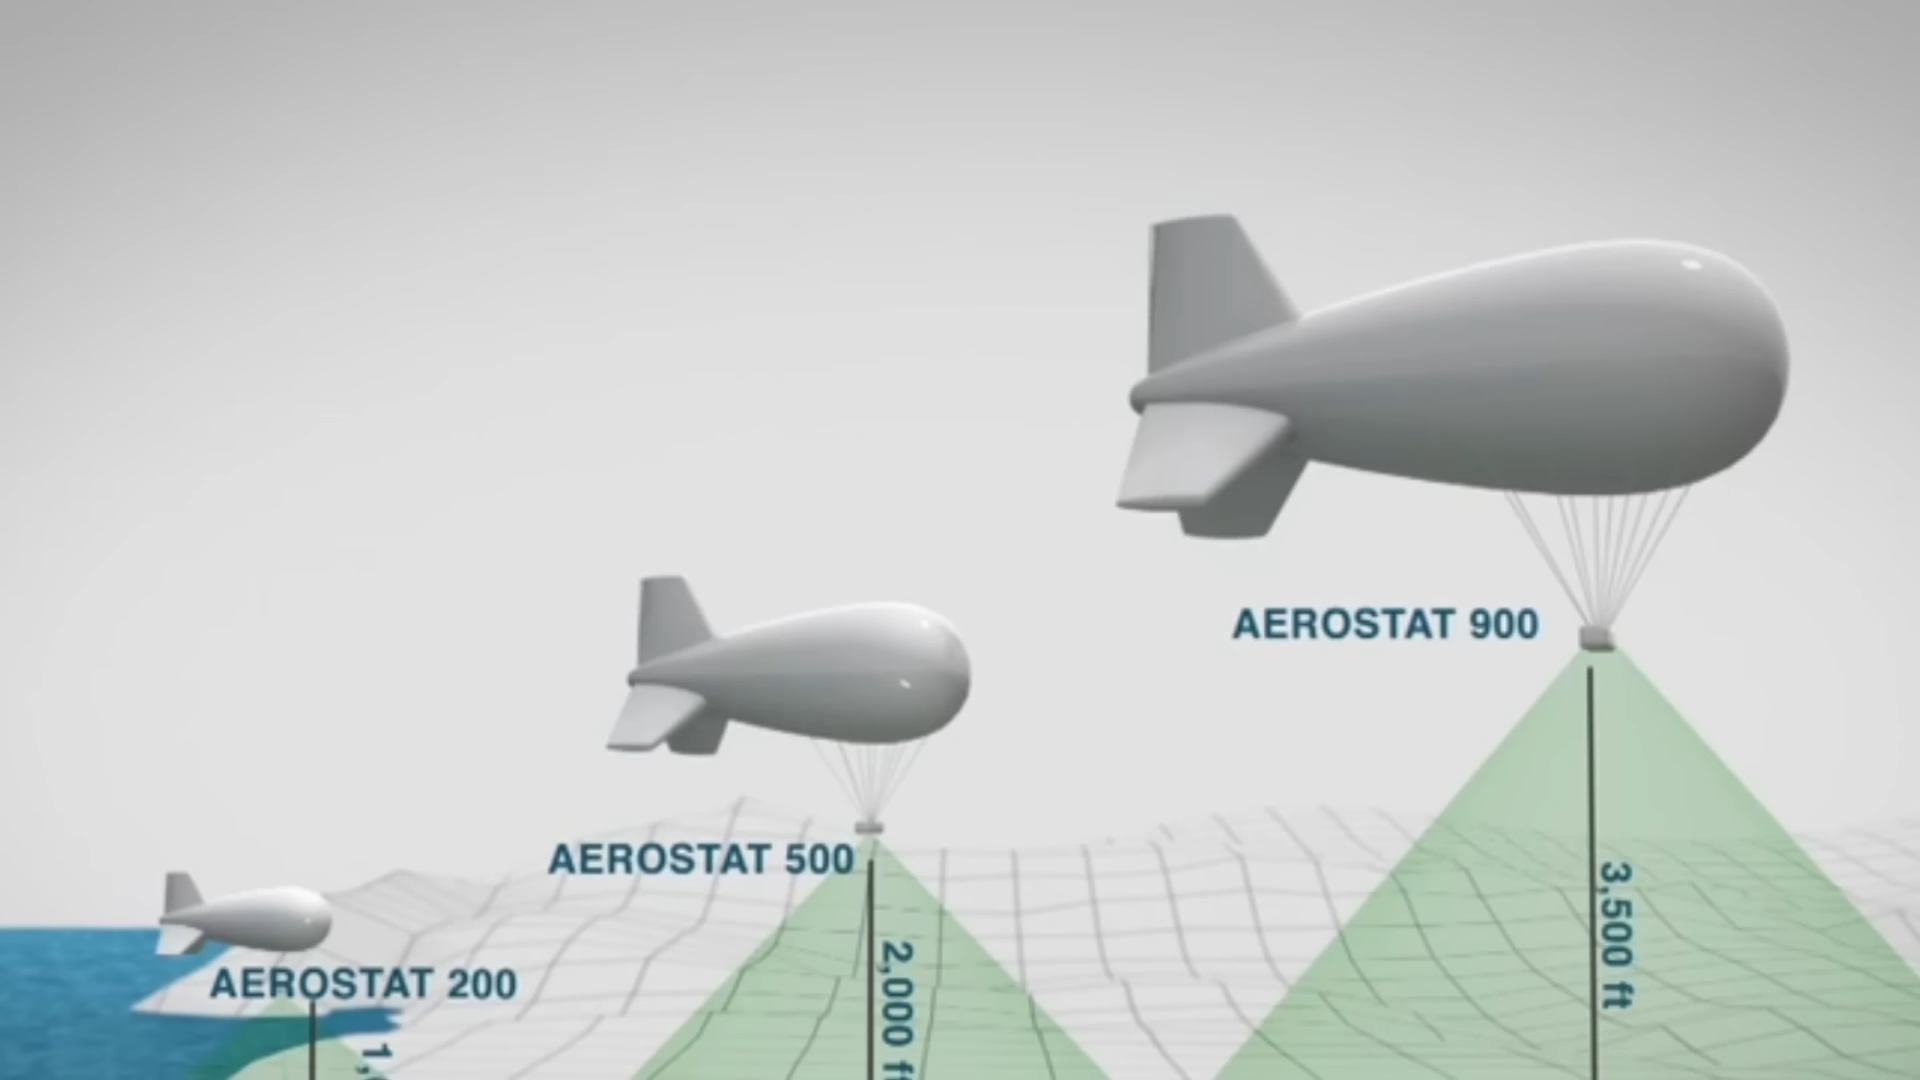 AEROSTAT 900
AEROSTAT 500
3,500 ft
2,000 ft
AEROSTAT 200